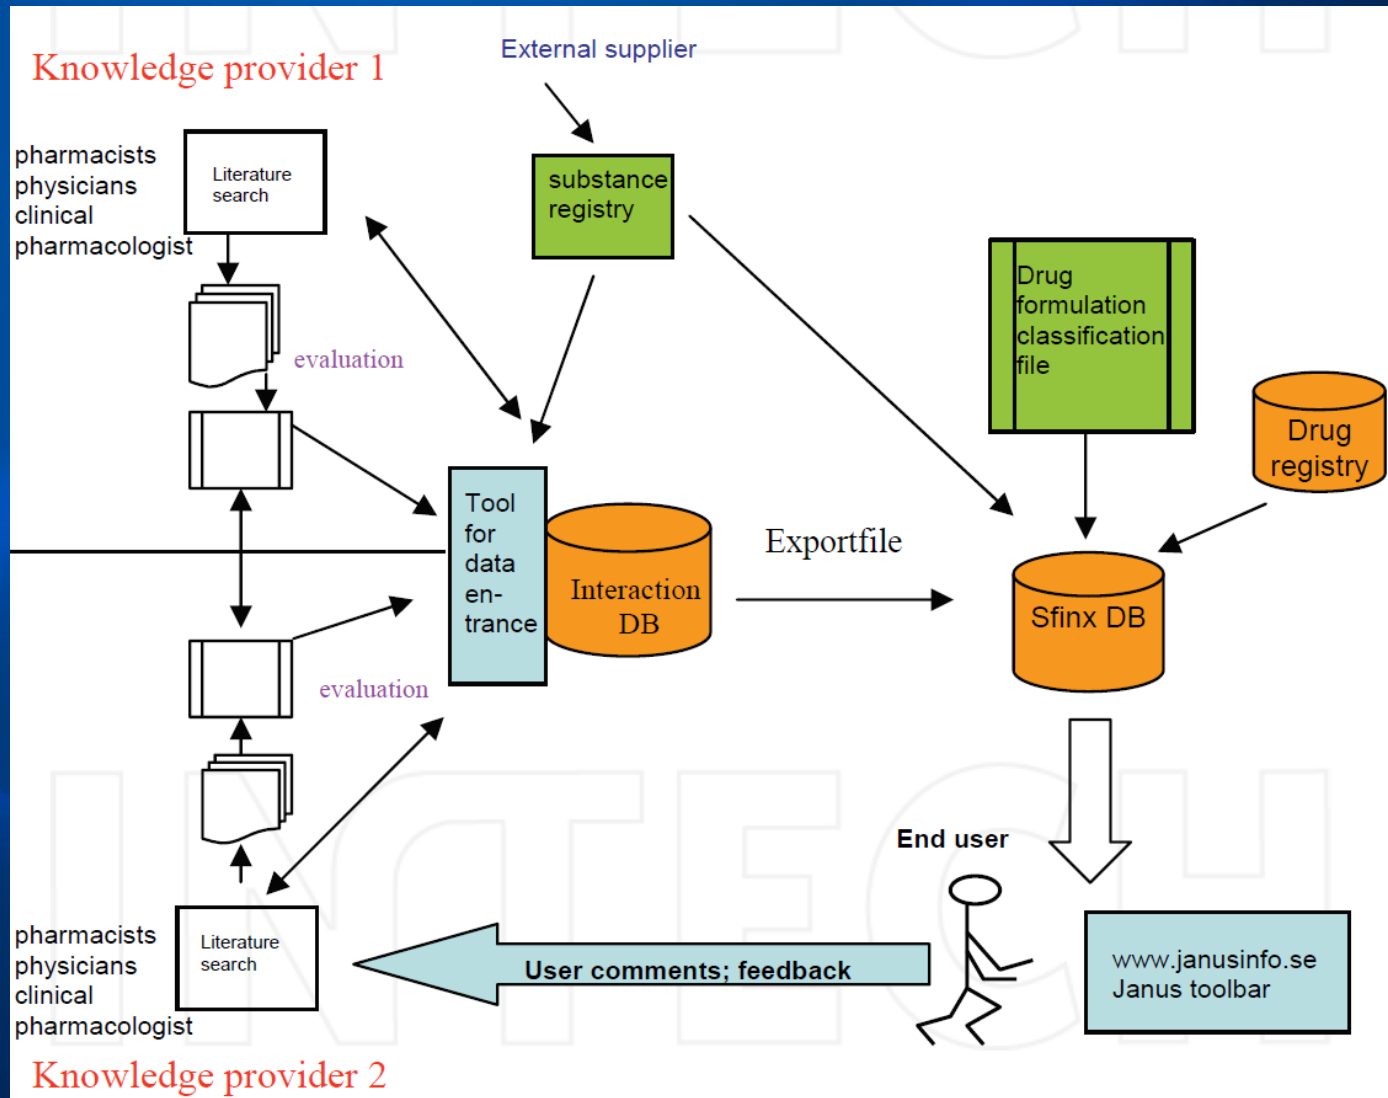 Knowledge provider 1
External supplier
pharmacists
physicians
clinical
pharmacologist
Literature
search
substance
registry
Drug
formulation
classification
file
evaluation
Drug
registry
Tool
for
data
en-
trance
Interaction
DB
Exportfile
Sfinx DB
evaluation
End user
pharmacists
physicians
clinical
pharmacologist
Literature
search
User comments; feedback
www.janusinfo.se
Janus toolbar
Knowledge provider 2
INTECH
INTECH